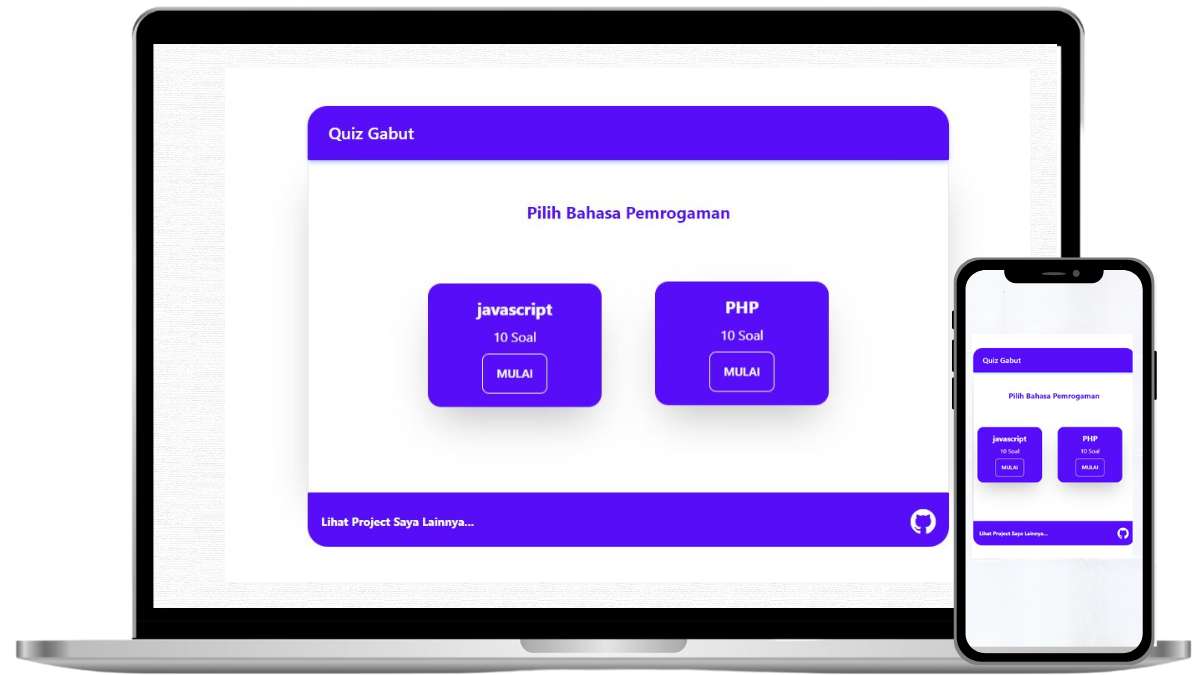 Quiz Gabut
Pilih Bahasa Pemrogaman
javascript
10 Soal
MULAI
PHP
10 Soal
MULAI
Lihat Project Saya Lainnya...
Quiz Gabut
Pilih Bahasa Pemrogaman
javascript
10 Soal
MULAI
PHP
10 Soal
MULAI
Lihat Project Saya Lainnya...